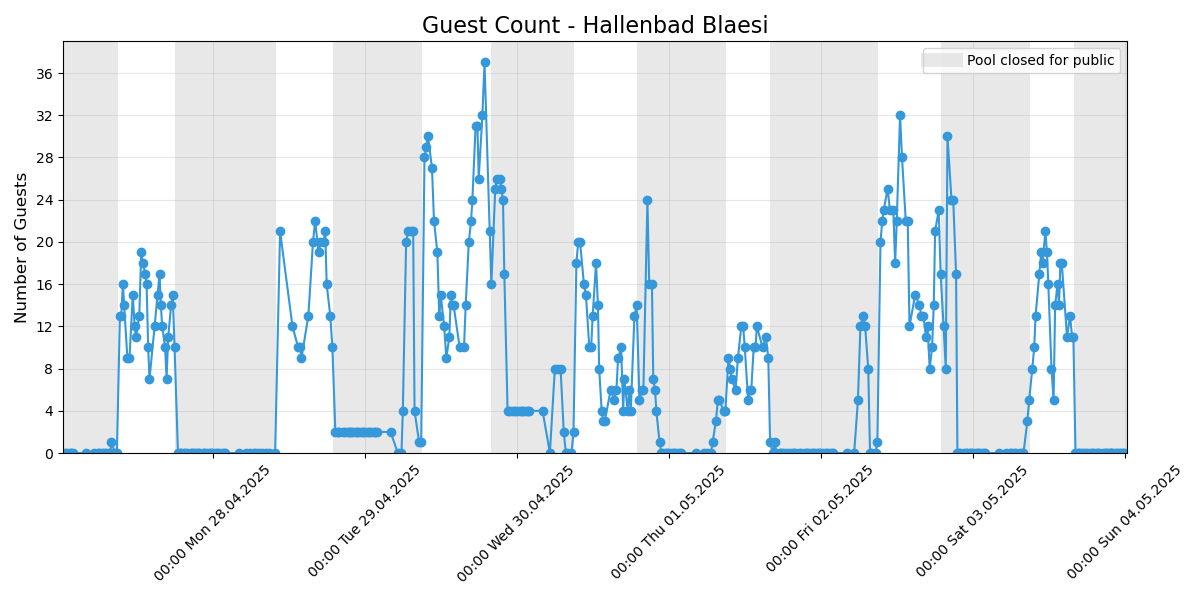 Guest Count - Hallenbad Blaesi
Pool closed for public
Number of Guests
36
32
28
24
20
16
12
8
4
0
00:00 Mon 28.04.2025
00:00 Tue 29.04.2025
00:00 Wed 30.04.2025
00:00 Thu 01.05.2025
00:00 Fri 02.05.2025
00:00 Sat 03.05.2025
00:00 Sun 04.05.2025